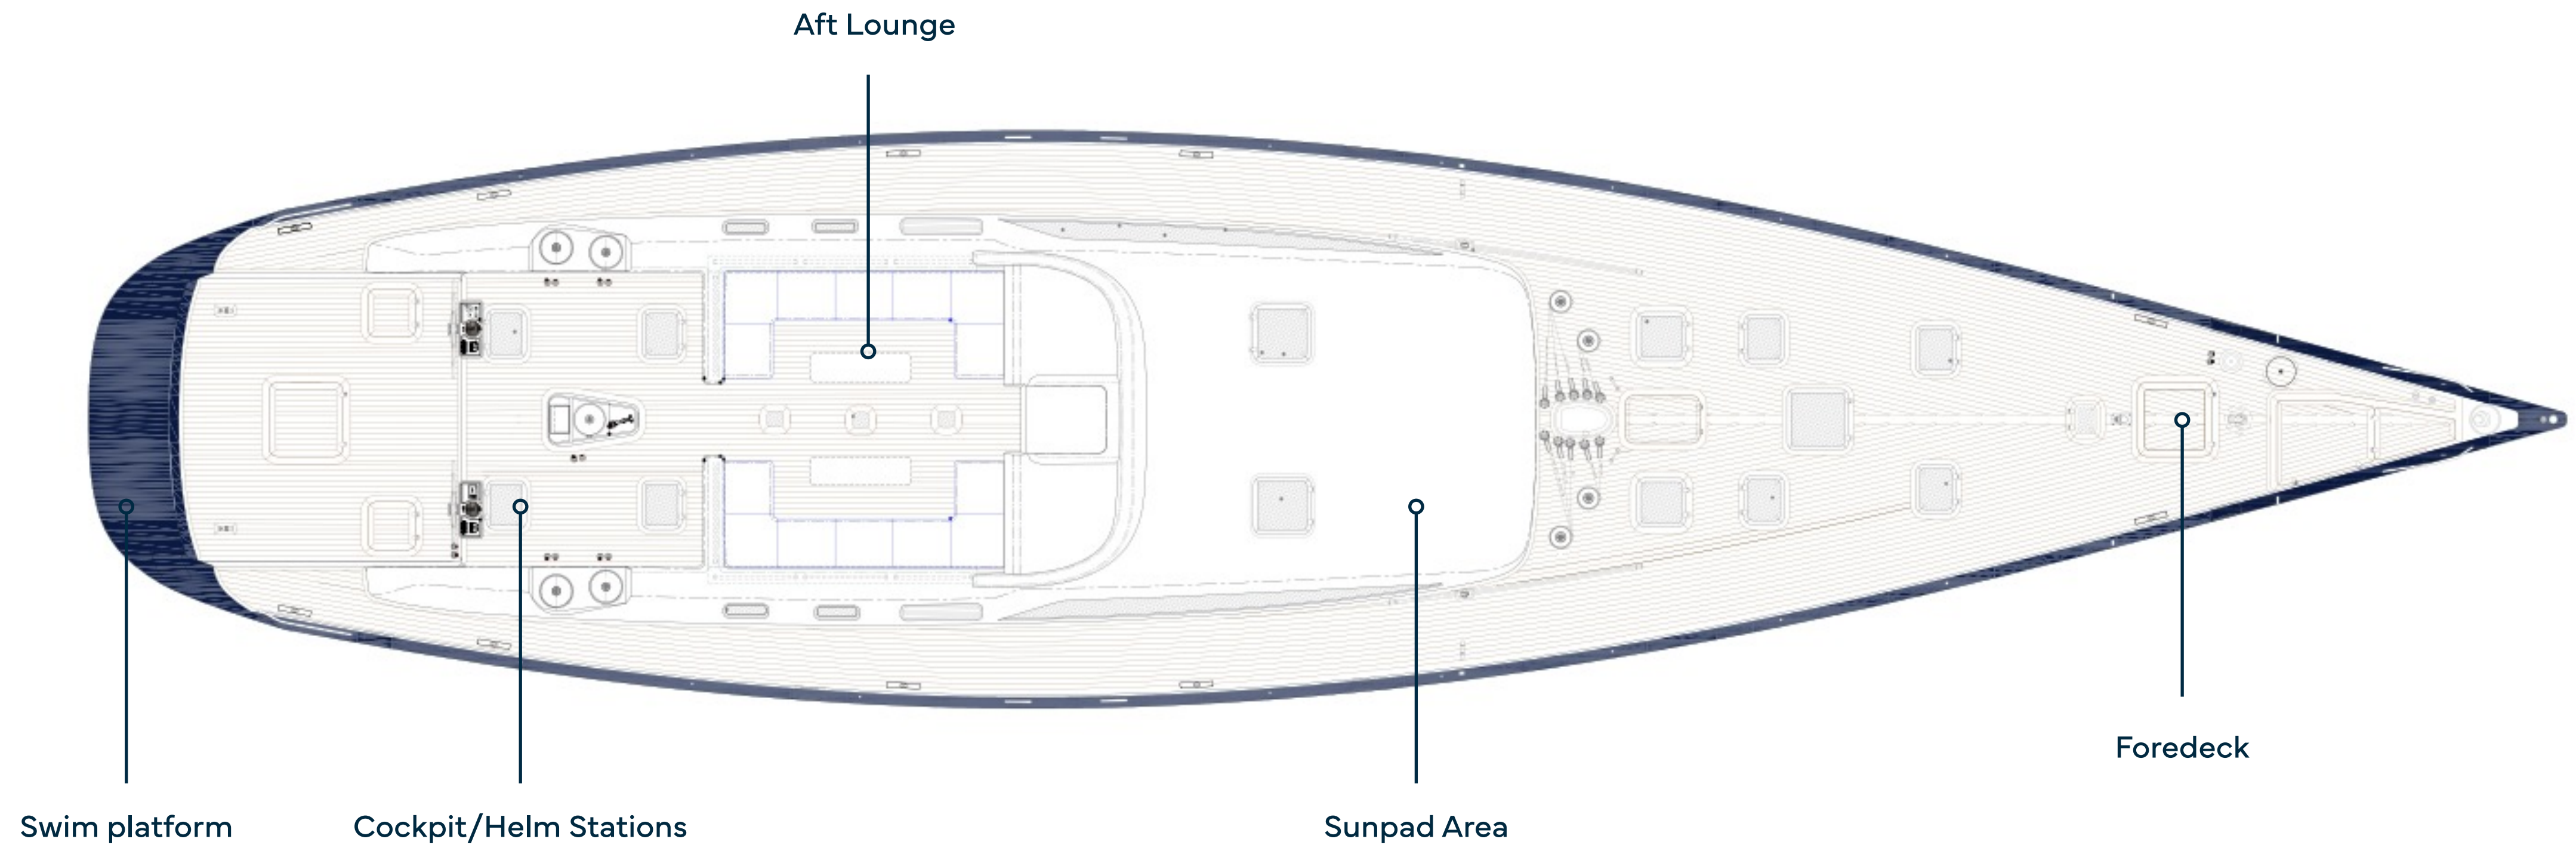 Aft Lounge
Foredeck
Swim platform
Cockpit/Helm Stations
Sunpad Area